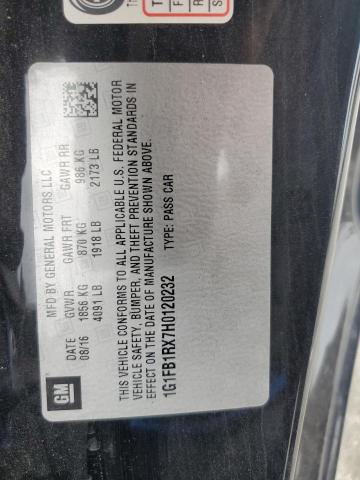 GM
MFD BY GENERAL MOTORS LLC
DATE GVWR GAWR FRT GAWR RR
08/16 1856 KG 870 KG 986 KG
4091 LB 1918 LB 2173 LB
THIS VEHICLE CONFORMS TO ALL APPLICABLE U.S. FEDERAL MOTOR
VEHICLE SAFETY, BUMPER, AND THEFT PREVENTION STANDARDS IN
EFFECT ON THE DATE OF MANUFACTURE SHOWN ABOVE.
1G1FB1RX7H0120232 TYPE: PASS CAR